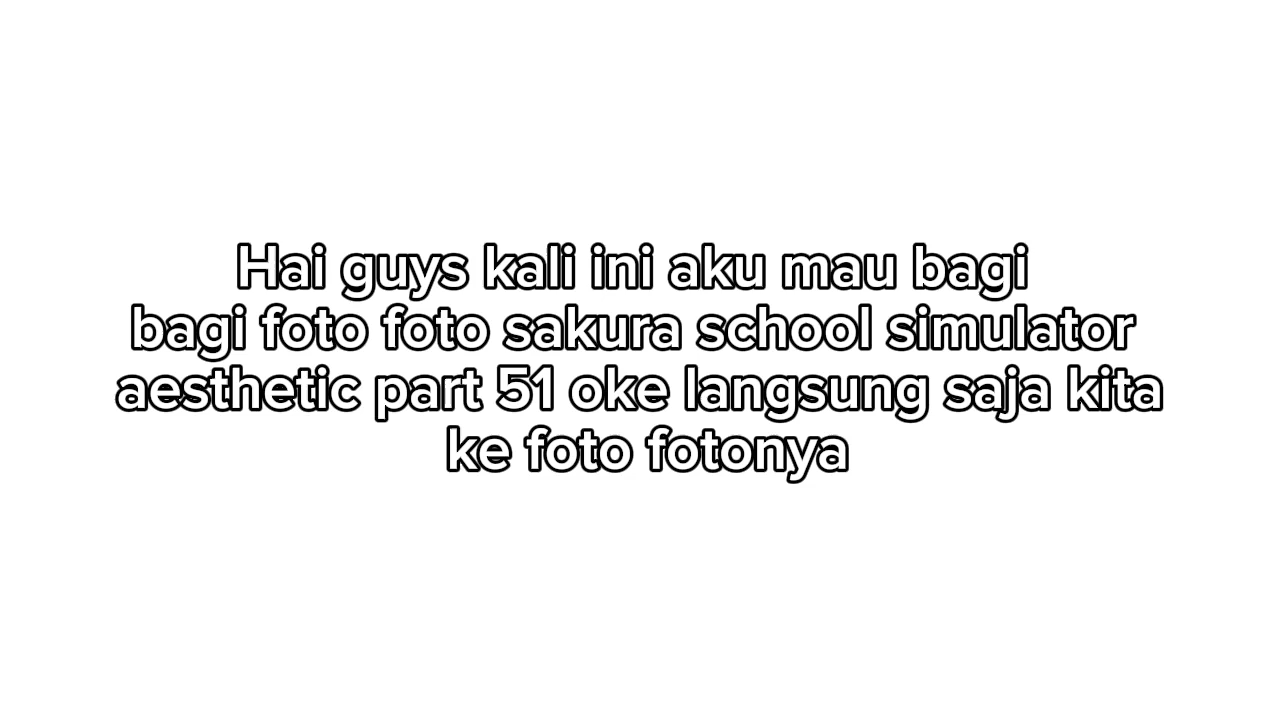 Hai guys kali ini aku mau bagi
bagi foto foto sakura school simulator
aesthetic part 51 oke langsung saja kita
ke foto fotonya